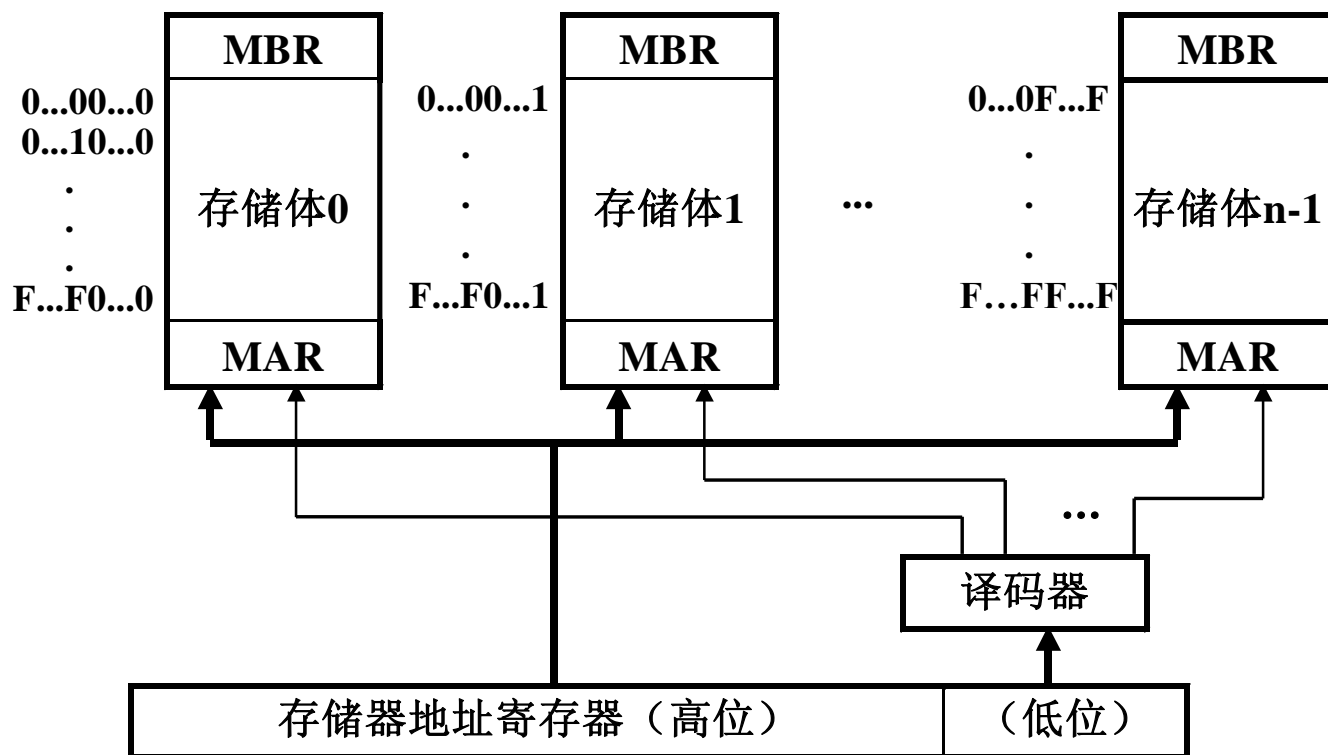 MBR
MBR
MBR
0...00...0
0...10...0
.
.
.
F...F0...0
存储体0
0...00...1
.
.
.
F...F0...1
存储体1
...
0...0F...F
.
.
.
F...FF...F
存储体n-1
MAR
MAR
MAR
...
译码器
存储器地址寄存器（高位）
（低位）